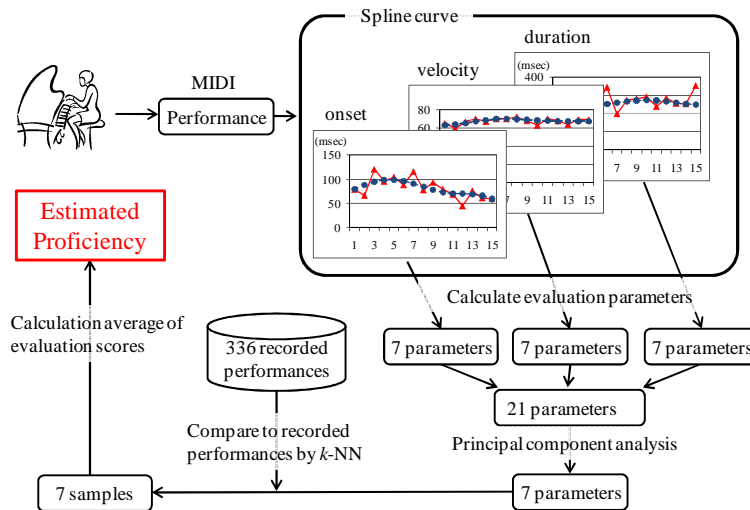 Spline curve
duration
(msec)
400
7 9 11 13 15
velocity
80
60
5 7 9 11 13 15
onset
(msec)
150
100
50
0
1 3 5 7 9 11 13 15
MIDI
Performance
Estimated
Proficiency
Calculate evaluation parameters
Calculation average of
evaluation scores
336 recorded
performances
7 parameters
7 parameters
7 parameters
21 parameters
Compare to recorded
performances by k-NN
Principal component analysis
7 samples
7 parameters